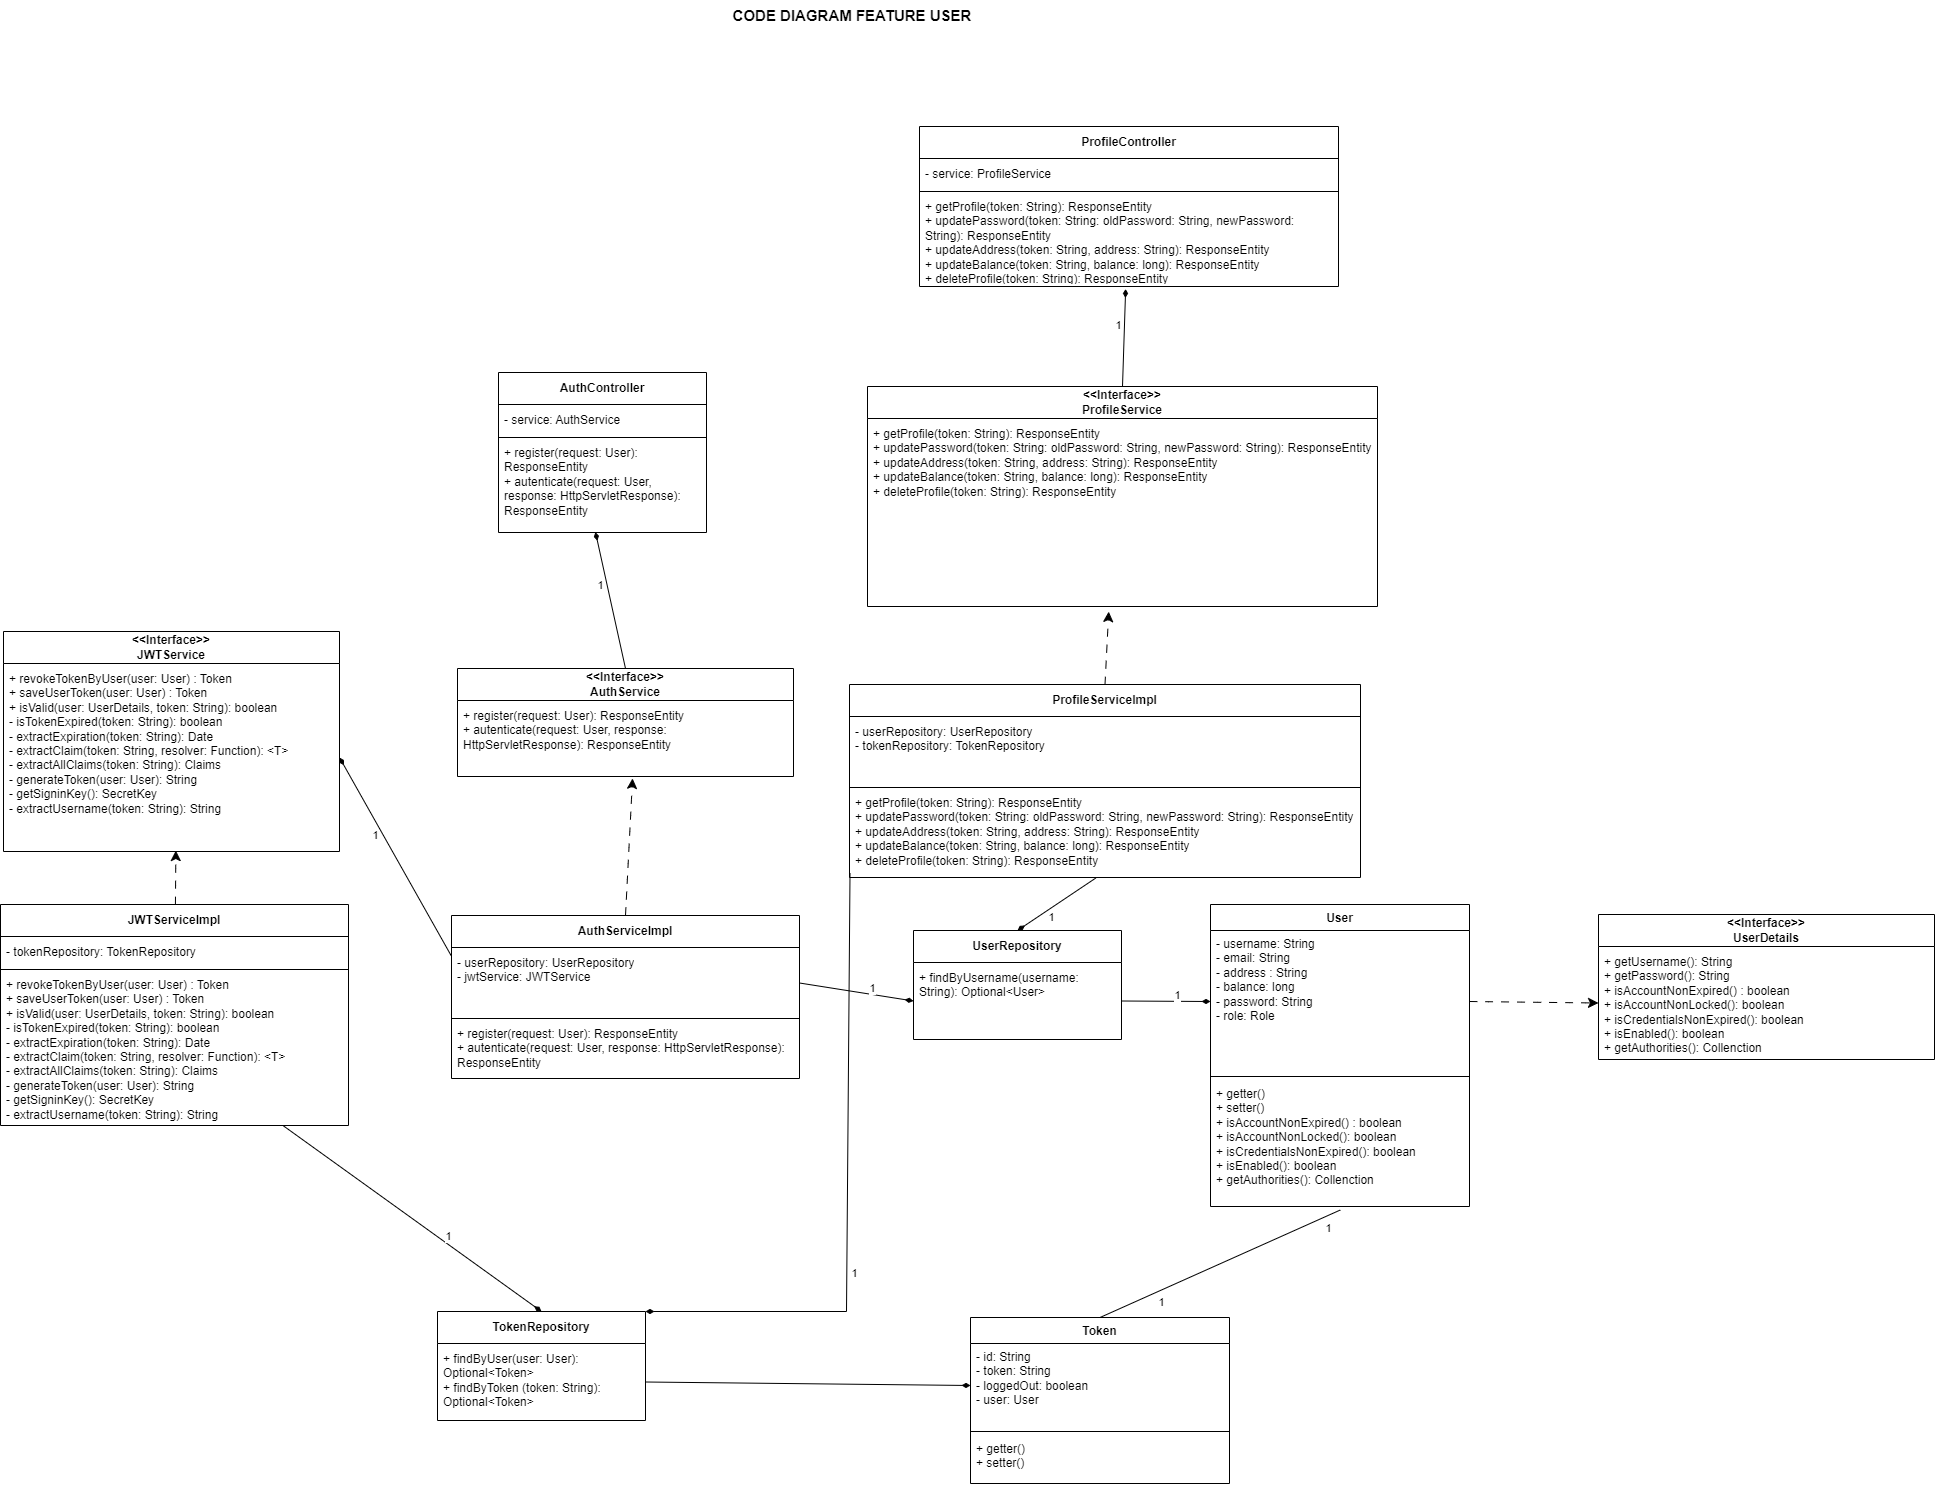 CODE DIAGRAM FEATURE USER
ProfileController
- service: ProfileService
+ getProfile(token: String): ResponseEntity
+ updatePassword(token: String: oldPassword: String, newPassword:
String): ResponseEntity
+ updateAddress(token: String, address: String): ResponseEntity
+ updateBalance(token: String, balance: long): ResponseEntity
+ deleteProfile(token: String): ResponseEntity
1
AuthController
- service: AuthService
+ register(request: User):
ResponseEntity
+ autenticate(request: User,
response: HttpServletResponse):
ResponseEntity
1
<<Interface>>
ProfileService
+ getProfile(token: String): ResponseEntity
+ updatePassword(token: String: oldPassword: String, newPassword: String): ResponseEntity
+ updateAddress(token: String, address: String): ResponseEntity
+ updateBalance(token: String, balance: long): ResponseEntity
+ deleteProfile(token: String): ResponseEntity
<<Interface>>
JWTService
+ revokeTokenByUser(user: User) : Token
+ saveUserToken(user: User) : Token
+ isValid(user: UserDetails, token: String): boolean
- isTokenExpired(token: String): boolean
- extractExpiration(token: String): Date
- extractClaim(token: String, resolver: Function): <T>
- extractAllClaims(token: String): Claims
- generateToken(user: User): String
- getSigninKey(): SecretKey
- extractUsername(token: String): String
1
<<Interface>>
AuthService
+ register(request: User): ResponseEntity
+ autenticate(request: User, response:
HttpServletResponse): ResponseEntity
ProfileServiceImpl
- userRepository: UserRepository
- tokenRepository: TokenRepository
+ getProfile(token: String): ResponseEntity
+ updatePassword(token: String: oldPassword: String, newPassword: String): ResponseEntity
+ updateAddress(token: String, address: String): ResponseEntity
+ updateBalance(token: String, balance: long): ResponseEntity
+ deleteProfile(token: String): ResponseEntity
1
JWTServiceImpl
- tokenRepository: TokenRepository
+ revokeTokenByUser(user: User) : Token
+ saveUserToken(user: User) : Token
+ isValid(user: UserDetails, token: String): boolean
- isTokenExpired(token: String): boolean
- extractExpiration(token: String): Date
- extractClaim(token: String, resolver: Function): <T>
- extractAllClaims(token: String): Claims
- generateToken(user: User): String
- getSigninKey(): SecretKey
- extractUsername(token: String): String
AuthServiceImpl
- userRepository: UserRepository
- jwtService: JWTService
+ register(request: User): ResponseEntity
+ autenticate(request: User, response: HttpServletResponse):
ResponseEntity
1
UserRepository
+ findByUsername(username:
String): Optional<User>
1
User
- username: String
- email: String
- address : String
- balance: long
- password: String
- role: Role
+ getter()
+ setter()
+ isAccountNonExpired() : boolean
+ isAccountNonLocked(): boolean
+ isCredentialsNonExpired(): boolean
+ isEnabled(): boolean
+ getAuthorities(): Collenction
<<Interface>>
UserDetails
+ getUsername(): String
+ getPassword(): String
+ isAccountNonExpired() : boolean
+ isAccountNonLocked(): boolean
+ isCredentialsNonExpired(): boolean
+ isEnabled(): boolean
+ getAuthorities(): Collenction
1
1
1
1
TokenRepository
+ findByUser(user: User):
Optional<Token>
+ findByToken (token: String):
Optional<Token>
Token
- id: String
- token: String
- loggedOut: boolean
- user: User
+ getter()
+ setter()